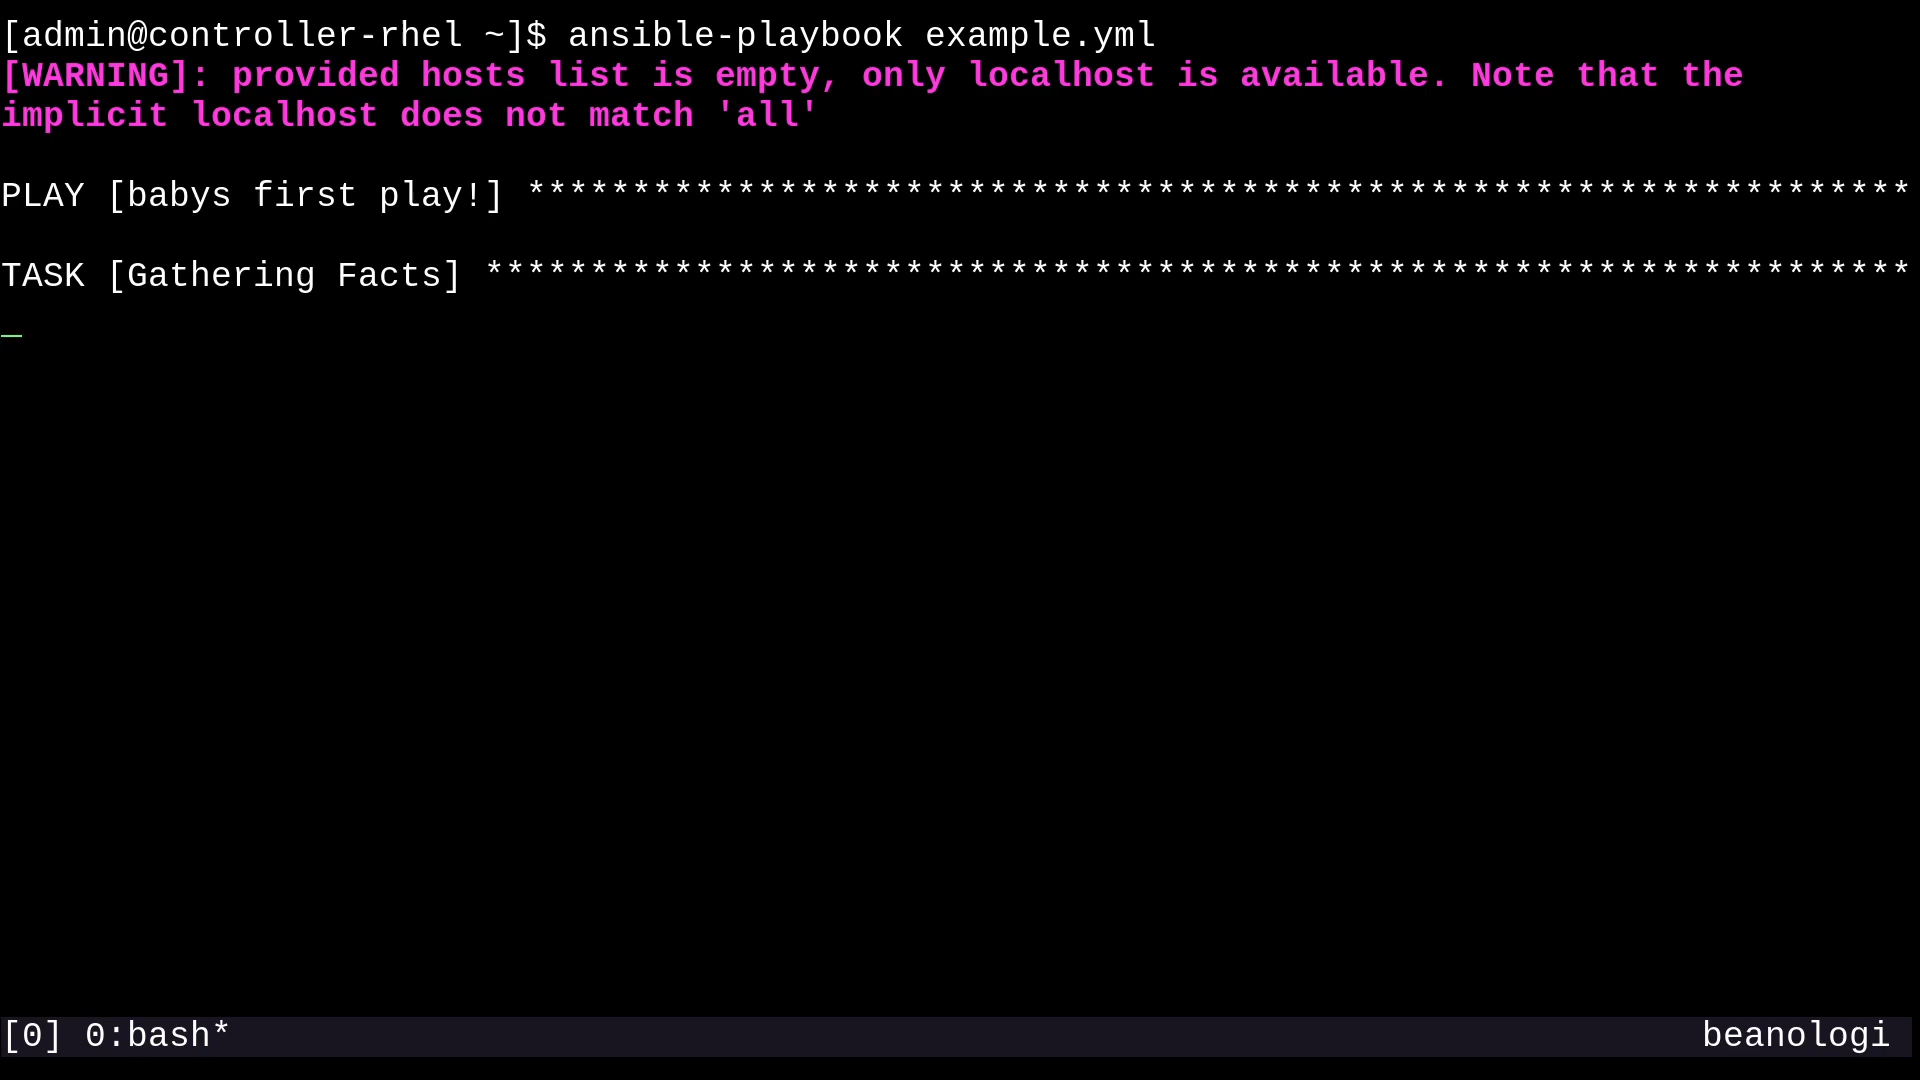 [admin@controller-rhel ~]$ ansible-playbook example.yml
[WARNING]: provided hosts list is empty, only localhost is available. Note that the
implicit localhost does not match 'all'
PLAY [babys first play!] ******************************************************************
TASK [Gathering Facts] ********************************************************************
_
[0] 0:bash*
beanologi